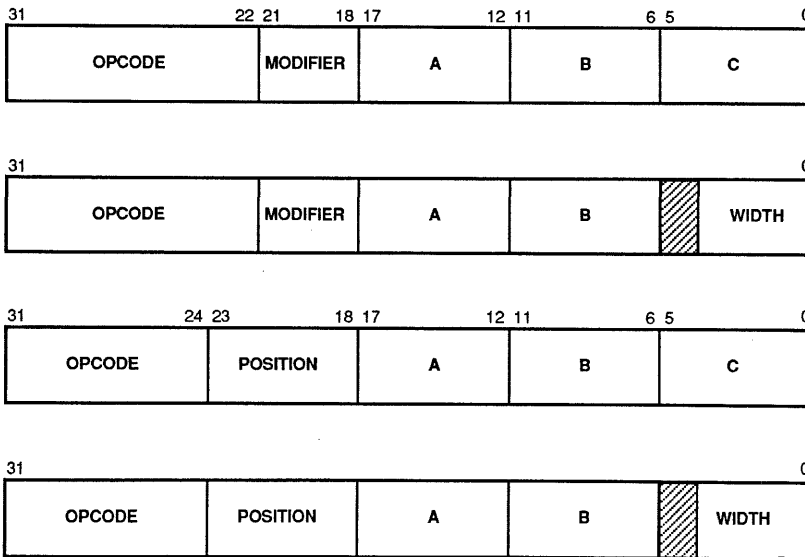 31 22 21 18 17 12 11 6 5 0
OPCODE MODIFIER A B C
31 0
OPCODE MODIFIER A B WIDTH
31 24 23 18 17 12 11 6 5 0
OPCODE POSITION A B C
31 0
OPCODE POSITION A B WIDTH